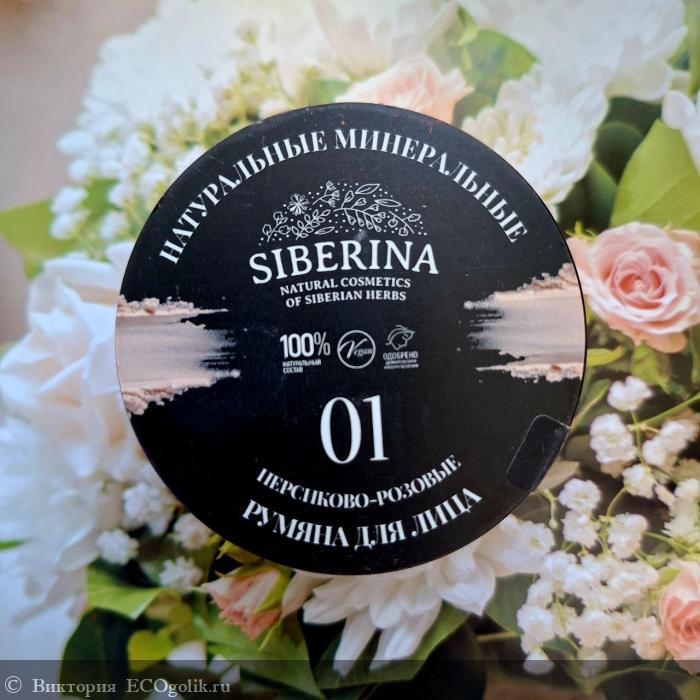 НАТУРАЛЬНЫЕ МИНЕРАЛЬНЫЕ
SIBERINA
NATURAL COSMETICS
OF SIBERIAN HERBS
100%
НАТУРАЛЬНЫЙ
СОСТАВ
Vegan
ОДОБРЕНО
01
ПЕРСИКОВО-РОЗОВЫЕ
РУМЯНА ДЛЯ ЛИЦА
© Виктория ECOgolik.ru